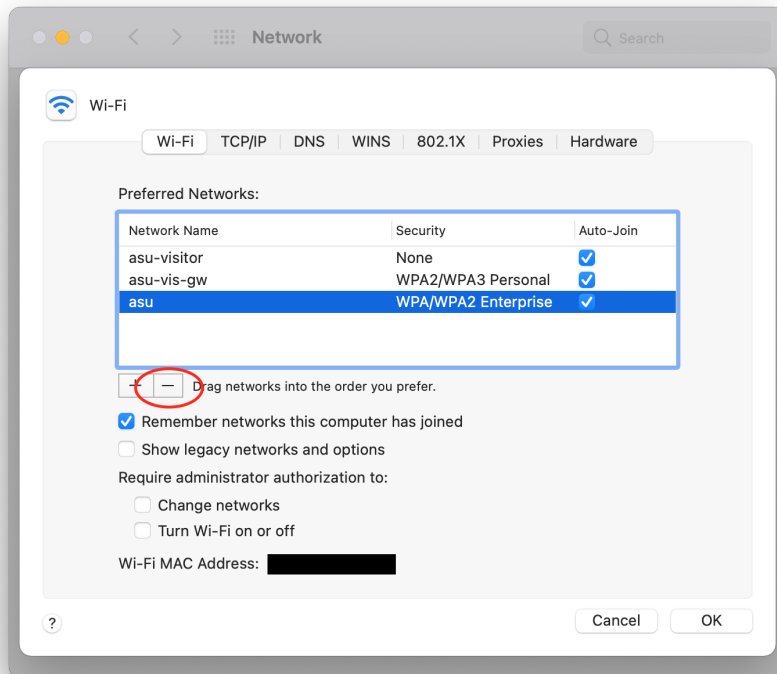 Network
Search
Wi-Fi
Wi-Fi TCP/IP DNS WINS 802.1X Proxies Hardware
Preferred Networks:
Network Name Security Auto-Join
asu-visitor None
asu-vis-gw WPA2/WPA3 Personal
asu WPA/WPA2 Enterprise
+ − Drag networks into the order you prefer.
Remember networks this computer has joined
Show legacy networks and options
Require administrator authorization to:
Change networks
Turn Wi-Fi on or off
Wi-Fi MAC Address:
? Cancel OK